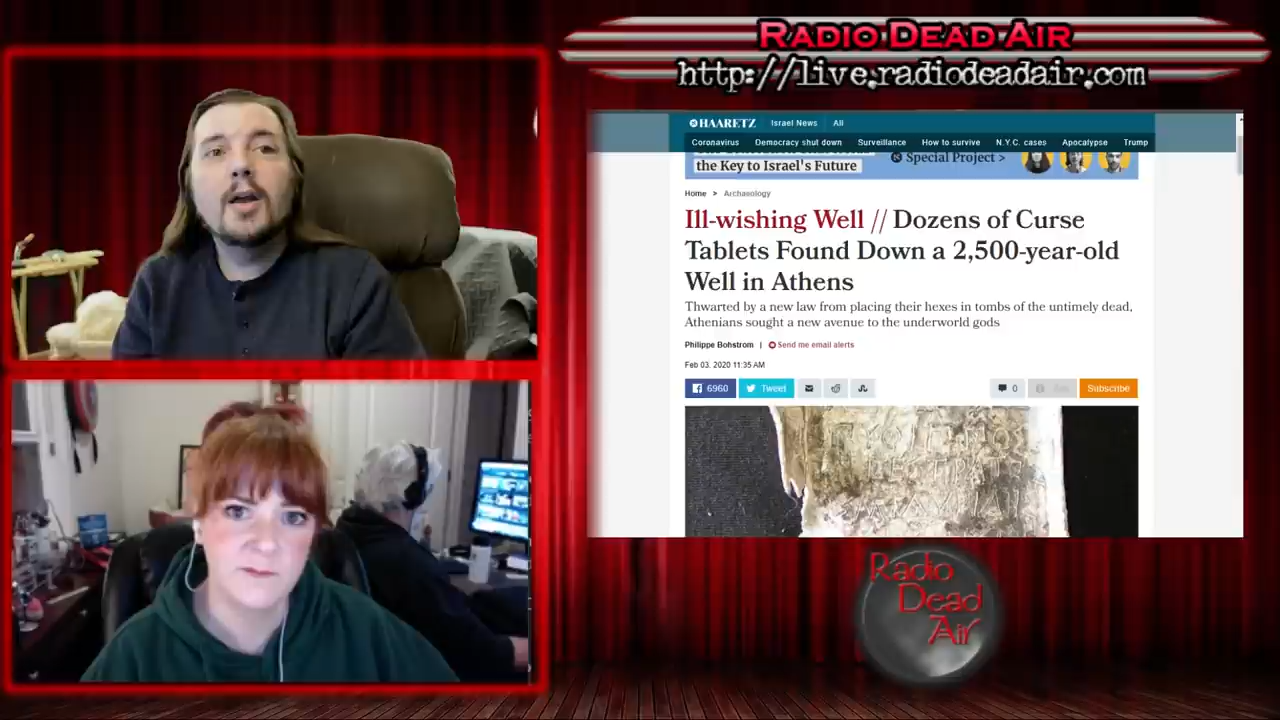 RADIO DEAD AIR
http://live.radiodeadair.com
HAARETZ Israel News All
Coronavirus Democracy shut down Surveillance How to survive N.Y.C. cases Apocalypse Trump
the Key to Israel's Future
Special Project >
Home > Archaeology
Ill-wishing Well // Dozens of Curse
Tablets Found Down a 2,500-year-old
Well in Athens
Thwarted by a new law from placing their hexes in tombs of the untimely dead,
Athenians sought a new avenue to the underworld gods
Philippe Bohstrom | Send me email alerts
Feb 03, 2020 11:35 AM
6960 Tweet 0 Subscribe
Radio
Dead
Air